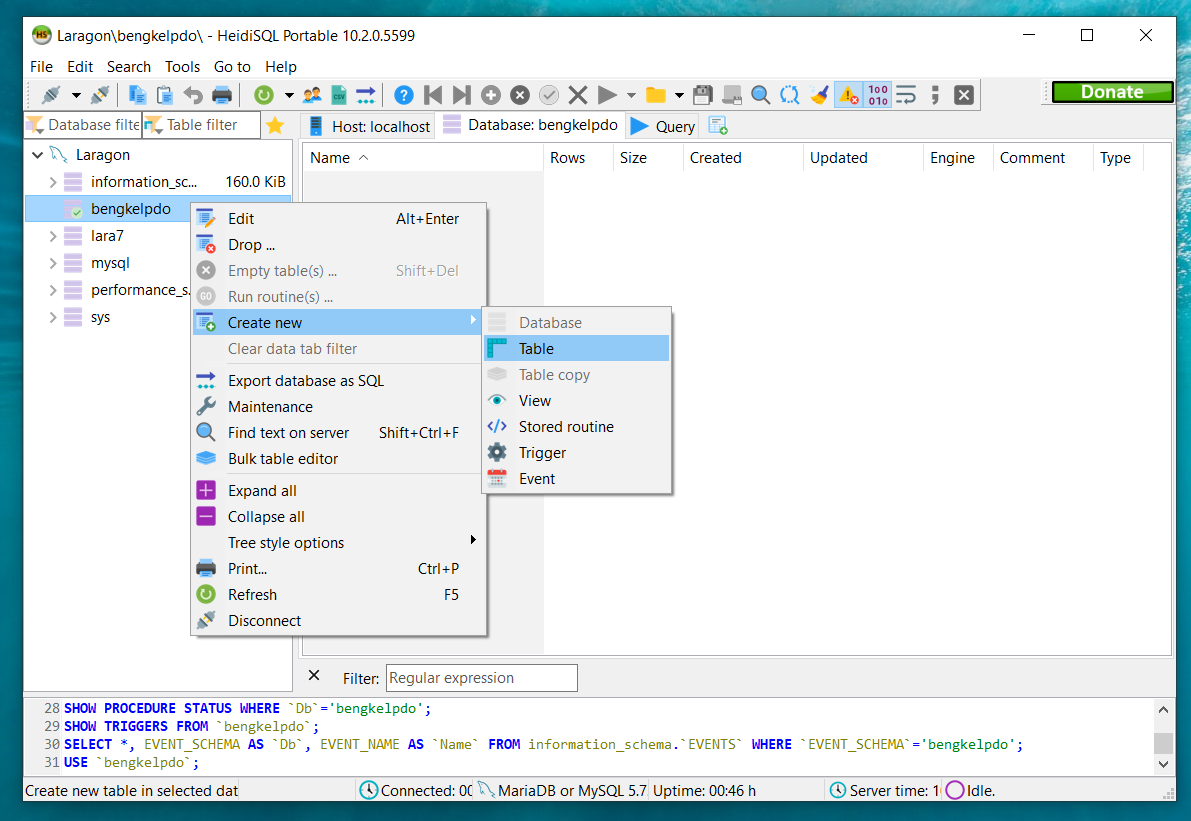 Laragon\bengkelpdo\ - HeidiSQL Portable 10.2.0.5599
File Edit Search Tools Go to Help
Donate
Database filte Table filter
Host: localhost Database: bengkelpdo Query
Laragon
information_sc... 160.0 KiB
bengkelpdo
lara7
mysql
performance_s.
sys
Name Rows Size Created Updated Engine Comment Type
Edit Alt+Enter
Drop ...
Empty table(s) ... Shift+Del
Run routine(s) ...
Create new
Clear data tab filter
Export database as SQL
Maintenance
Find text on server Shift+Ctrl+F
Bulk table editor
Expand all
Collapse all
Tree style options
Print... Ctrl+P
Refresh F5
Disconnect
Database
Table
Table copy
View
Stored routine
Trigger
Event
Filter: Regular expression
28 SHOW PROCEDURE STATUS WHERE `Db`='bengkelpdo';
29 SHOW TRIGGERS FROM `bengkelpdo`;
30 SELECT *, EVENT_SCHEMA AS `Db`, EVENT_NAME AS `Name` FROM information_schema.`EVENTS` WHERE `EVENT_SCHEMA`='bengkelpdo';
31 USE `bengkelpdo`;
Create new table in selected dat Connected: 00 MariaDB or MySQL 5.7 Uptime: 00:46 h Server time: 1 Idle.